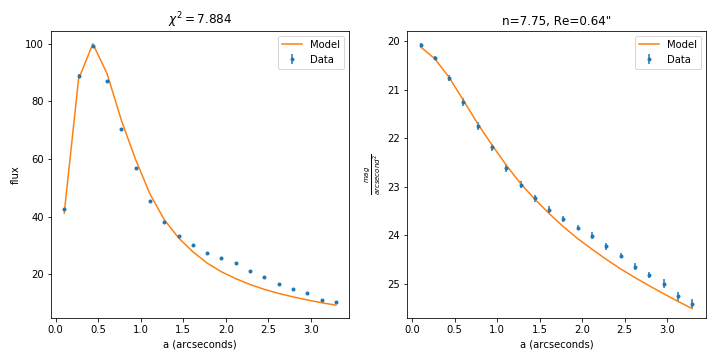 χ² = 7.884
flux
100
80
60
40
20
0.0 0.5 1.0 1.5 2.0 2.5 3.0
a (arcseconds)
Model
Data
n=7.75, Re=0.64"
mag/arcsecond²
20
21
22
23
24
25
0.0 0.5 1.0 1.5 2.0 2.5 3.0
a (arcseconds)
Model
Data